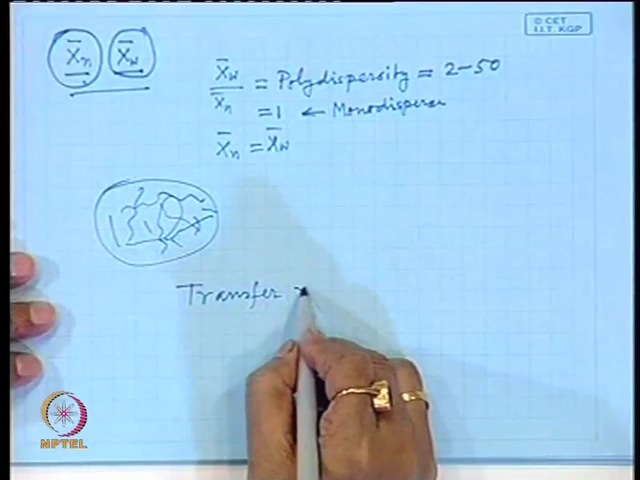 © CET
I.I.T. KGP
X̄n X̄w
X̄w / X̄n = Polydispersity = 2-50
= 1 ← Monodisperse
X̄n = X̄w
Transfer
NPTEL